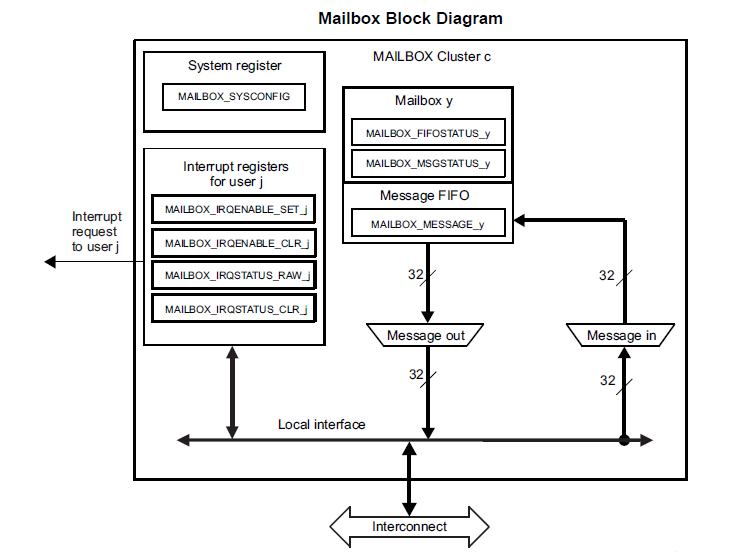 Mailbox Block Diagram
MAILBOX Cluster c
System register
MAILBOX_SYSCONFIG
Mailbox y
MAILBOX_FIFOSTATUS_y
MAILBOX_MSGSTATUS_y
Message FIFO
MAILBOX_MESSAGE_y
Interrupt registers
for user j
MAILBOX_IRQENABLE_SET_j
MAILBOX_IRQENABLE_CLR_j
MAILBOX_IRQSTATUS_RAW_j
MAILBOX_IRQSTATUS_CLR_j
Interrupt
request
to user j
32
32
Message out
Message in
32
32
Local interface
Interconnect